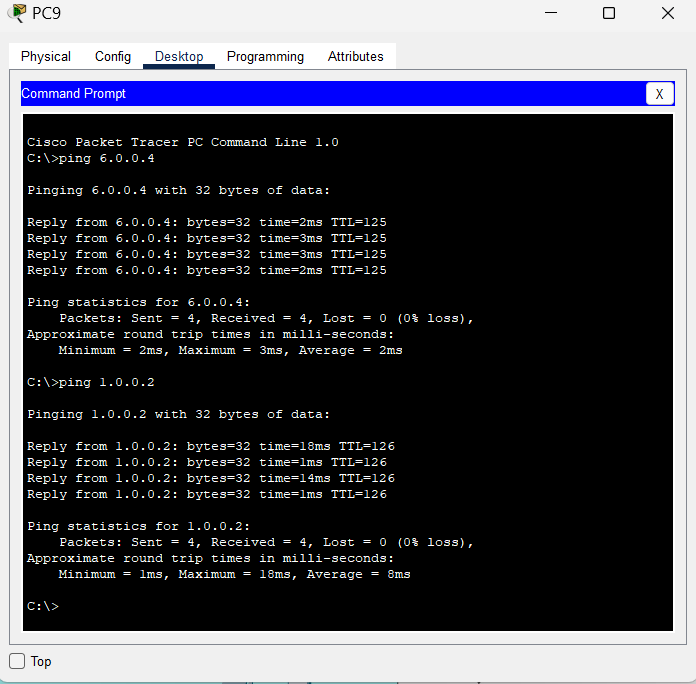 PC9
Physical Config Desktop Programming Attributes
Command Prompt
X
Cisco Packet Tracer PC Command Line 1.0
C:\>ping 6.0.0.4
Pinging 6.0.0.4 with 32 bytes of data:
Reply from 6.0.0.4: bytes=32 time=2ms TTL=125
Reply from 6.0.0.4: bytes=32 time=3ms TTL=125
Reply from 6.0.0.4: bytes=32 time=3ms TTL=125
Reply from 6.0.0.4: bytes=32 time=2ms TTL=125
Ping statistics for 6.0.0.4:
Packets: Sent = 4, Received = 4, Lost = 0 (0% loss),
Approximate round trip times in milli-seconds:
Minimum = 2ms, Maximum = 3ms, Average = 2ms
C:\>ping 1.0.0.2
Pinging 1.0.0.2 with 32 bytes of data:
Reply from 1.0.0.2: bytes=32 time=18ms TTL=126
Reply from 1.0.0.2: bytes=32 time=1ms TTL=126
Reply from 1.0.0.2: bytes=32 time=14ms TTL=126
Reply from 1.0.0.2: bytes=32 time=1ms TTL=126
Ping statistics for 1.0.0.2:
Packets: Sent = 4, Received = 4, Lost = 0 (0% loss),
Approximate round trip times in milli-seconds:
Minimum = 1ms, Maximum = 18ms, Average = 8ms
C:\>
Top